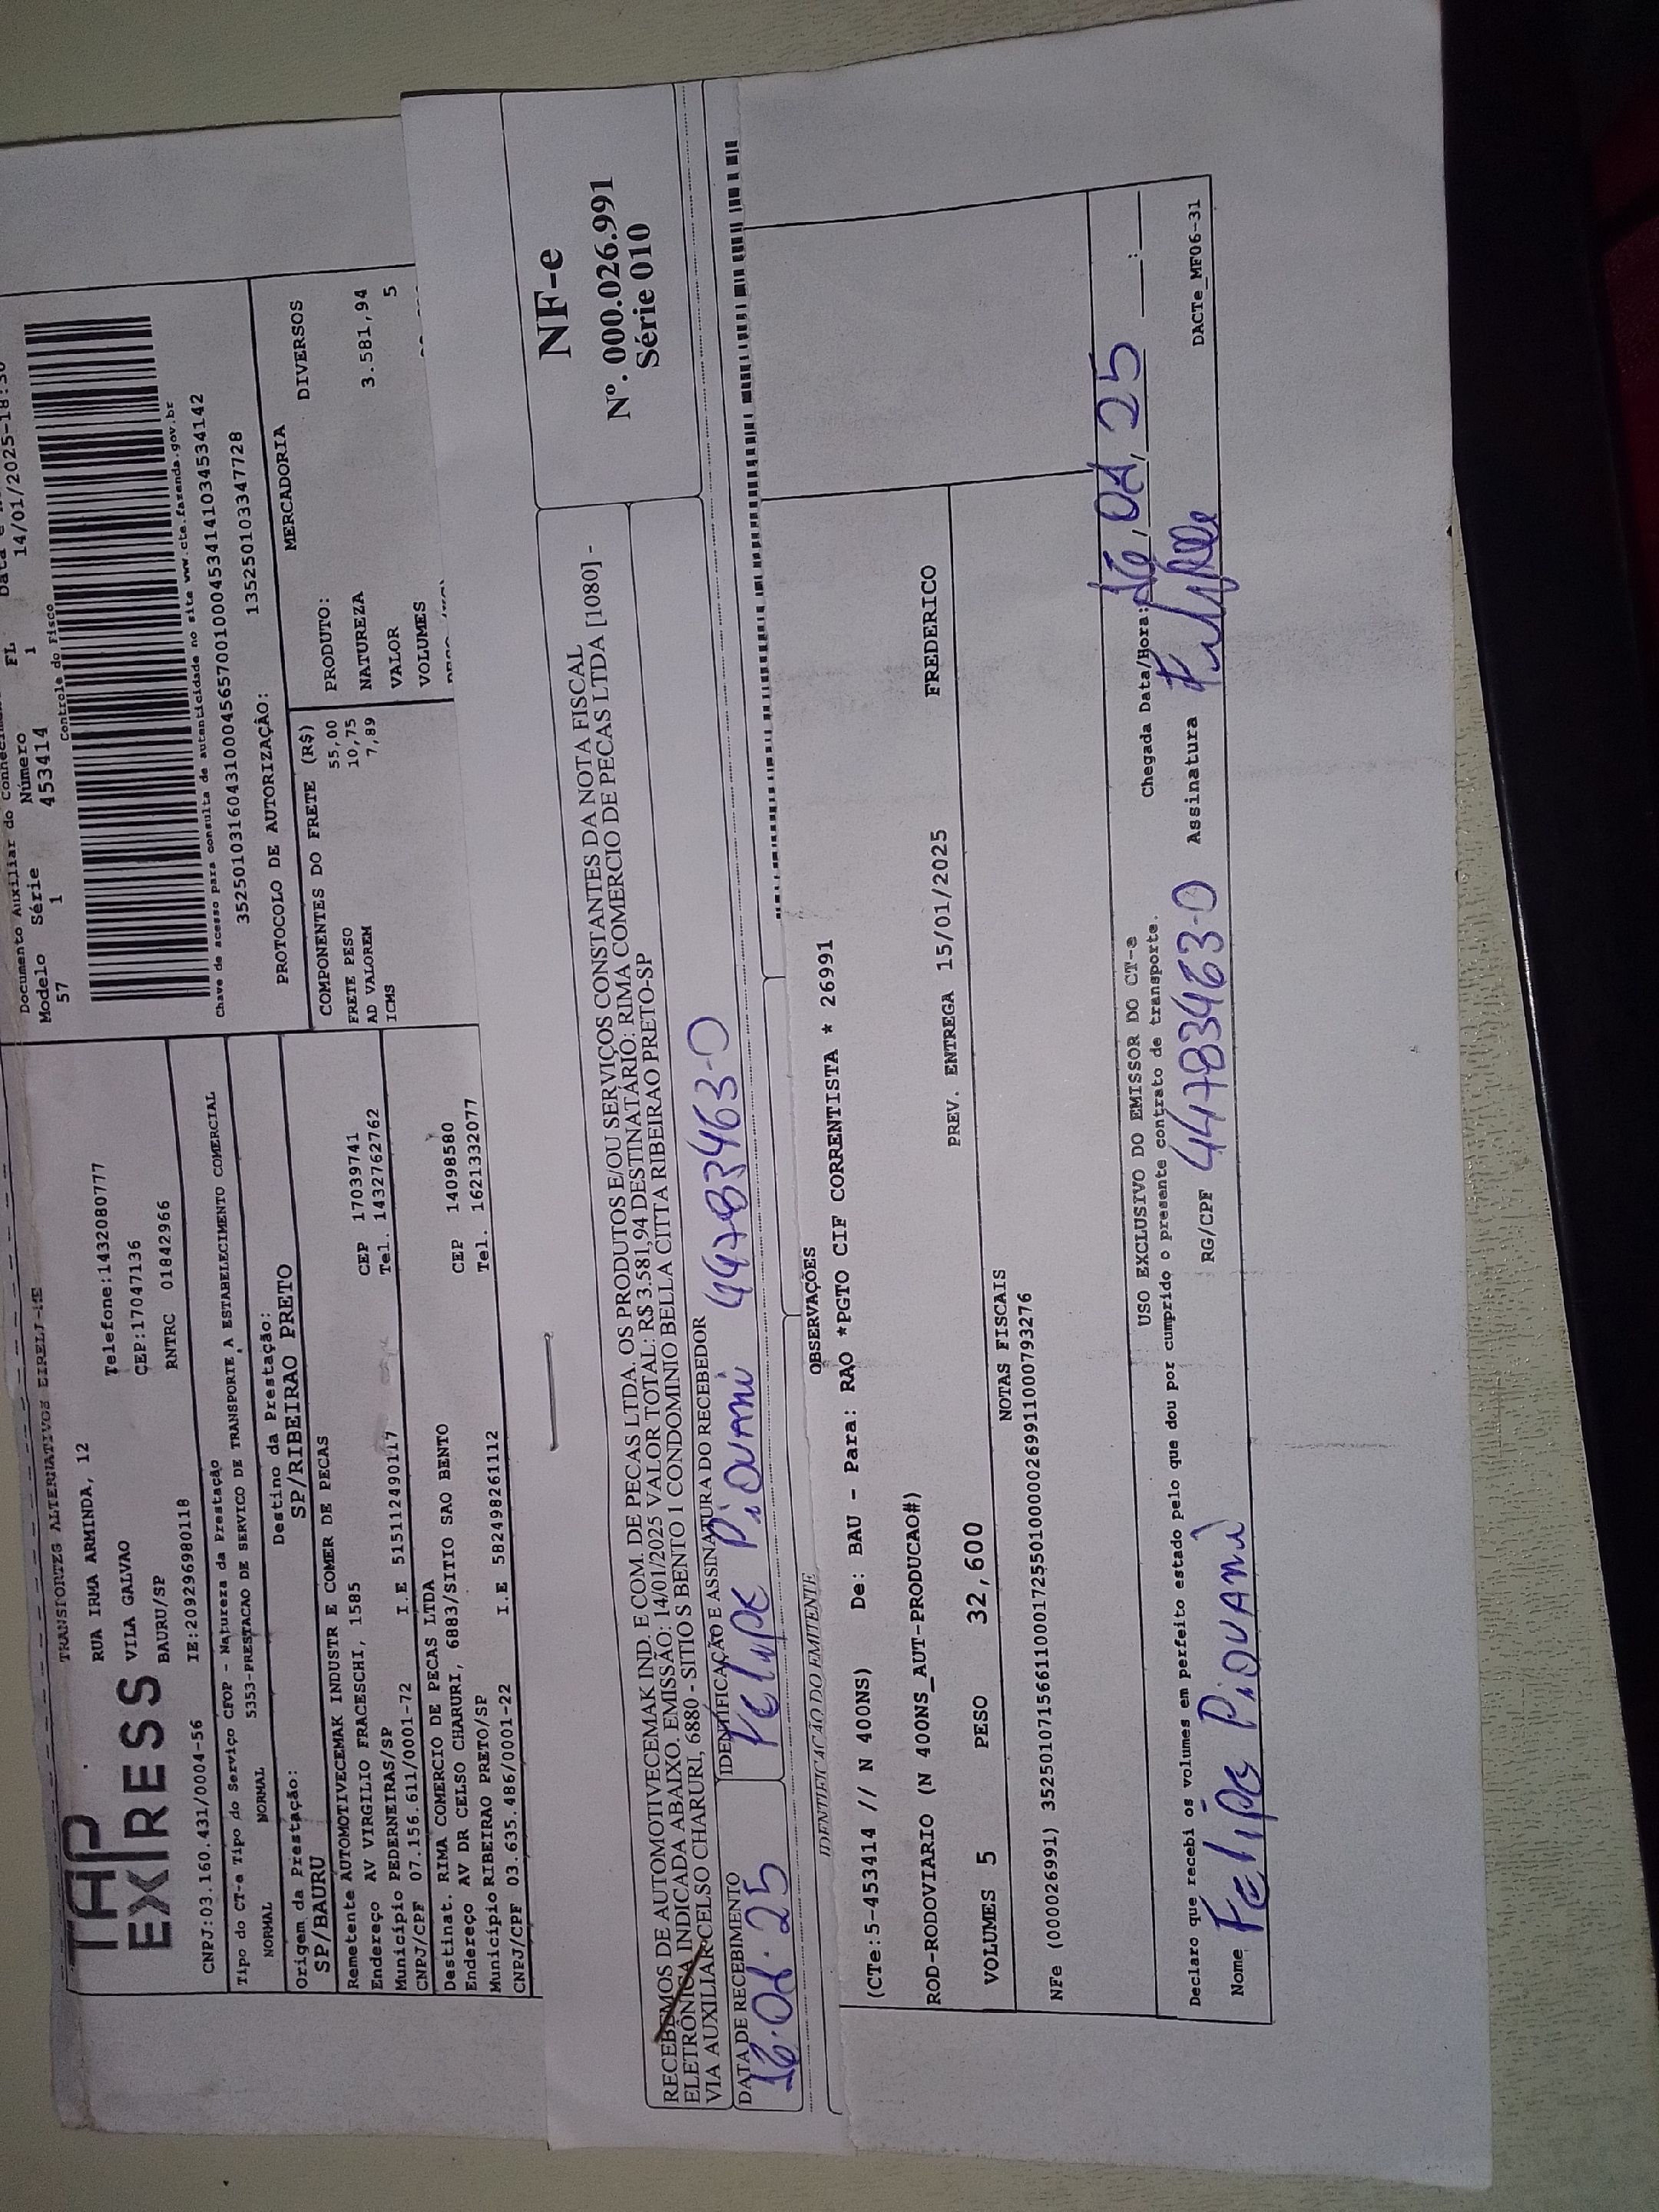 TAP
EXPRESS
TRANSPORTES ALTERNATIVOS EIRELI-ME
RUA IRMA ARMINDA, 12
VILA GALVAO
BAURU/SP
Telefone:1432080777
CEP:17047136
RNTRC 01842966
CNPJ:03.160.431/0004-56 IE:209296980118
Tipo do CT-e Tipo do Serviço CFOP - Natureza da Prestação
NORMAL NORMAL 5353-PRESTACAO DE SERVICO DE TRANSPORTE A ESTABELECIMENTO COMERCIAL
Origem da Prestação: Destino da Prestação:
SP/BAURU SP/RIBEIRAO PRETO
Remetente AUTOMOTIVECEMAK INDUSTR E COMER DE PECAS
Endereço AV VIRGILIO FRACESCHI, 1585 CEP 17039741
Município PEDERNEIRAS/SP Tel. 1432762762
CNPJ/CPF 07.156.611/0001-72 I.E 515112490117
Destinat. RIMA COMERCIO DE PECAS LTDA
Endereço AV DR CELSO CHARURI, 6883/SITIO SAO BENTO CEP 14098580
Município RIBEIRAO PRETO/SP Tel. 1621332077
CNPJ/CPF 03.635.486/0001-22 I.E 582498261112
Documento Auxiliar do
Modelo Série Número FL
57 1 453414 1 14/01/2025-18:30
Controle do Fisco
Chave de acesso para consulta de autenticidade no site www.cte.fazenda.gov.br
35250103160431000456570010004534141034534142
PROTOCOLO DE AUTORIZAÇÃO: 135250103347728
COMPONENTES DO FRETE (R$)
FRETE PESO 55,00
AD VALOREM 10,75
ICMS 7,89
MERCADORIA
PRODUTO: DIVERSOS
NATUREZA
VALOR 3.581,94
VOLUMES 5
RECEBEMOS DE AUTOMOTIVECEMAK IND. E COM. DE PECAS LTDA. OS PRODUTOS E/OU SERVIÇOS CONSTANTES DA NOTA FISCAL
ELETRÔNICA INDICADA ABAIXO. EMISSÃO: 14/01/2025 VALOR TOTAL: R$ 3.581,94 DESTINATÁRIO: RIMA COMERCIO DE PECAS LTDA [1080] -
VIA AUXILIAR CELSO CHARURI, 6880 - SITIO S BENTO 1 CONDOMINIO BELLA CITTA RIBEIRAO PRETO-SP
NF-e
Nº. 000.026.991
Série 010
DATA DE RECEBIMENTO
16.01.25
IDENTIFICAÇÃO E ASSINATURA DO RECEBEDOR
Felipe Piovani 44783463-0
IDENTIFICAÇÃO DO EMITENTE
OBSERVAÇÕES
(CTe:5-453414 // N 400NS) De: BAU - Para: RAO *PGTO CIF CORRENTISTA * 26991
ROD-RODOVIARIO (N 400NS_AUT-PRODUCAO#) FREDERICO
VOLUMES 5 PESO 32,600 PREV. ENTREGA 15/01/2025
NOTAS FISCAIS
NFe (00026991) 35250107156611000172550100000269911000793276
USO EXCLUSIVO DO EMISSOR DO CT-e
Declaro que recebi os volumes em perfeito estado pelo que dou por cumprido o presente contrato de transporte.
Chegada Data/Hora: 16,01,25 __:__
Nome Felipe Piovani RG/CPF 44783463-0 Assinatura Felipe
DACTe_MF06-31